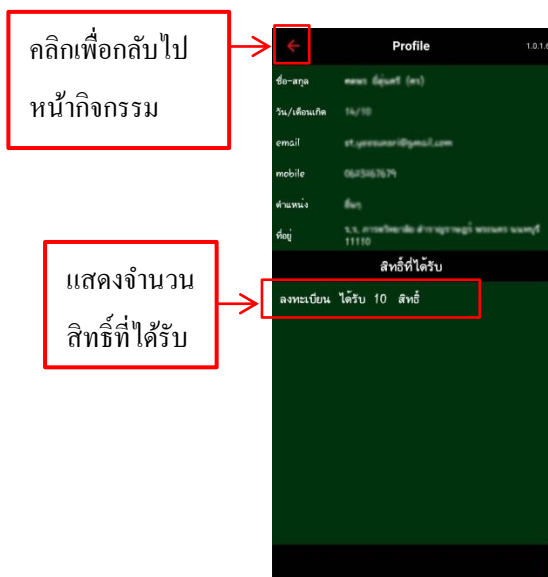 คลิกเพื่อกลับไป
หน้ากิจกรรม
Profile 1.0.1.6
ชื่อ-สกุล
วัน/เดือนเกิด 14/10
email
mobile
ตำแหน่ง อื่นๆ
ที่อยู่
11110
สิทธิ์ที่ได้รับ
แสดงจำนวน
สิทธิ์ที่ได้รับ
ลงทะเบียน ได้รับ 10 สิทธิ์